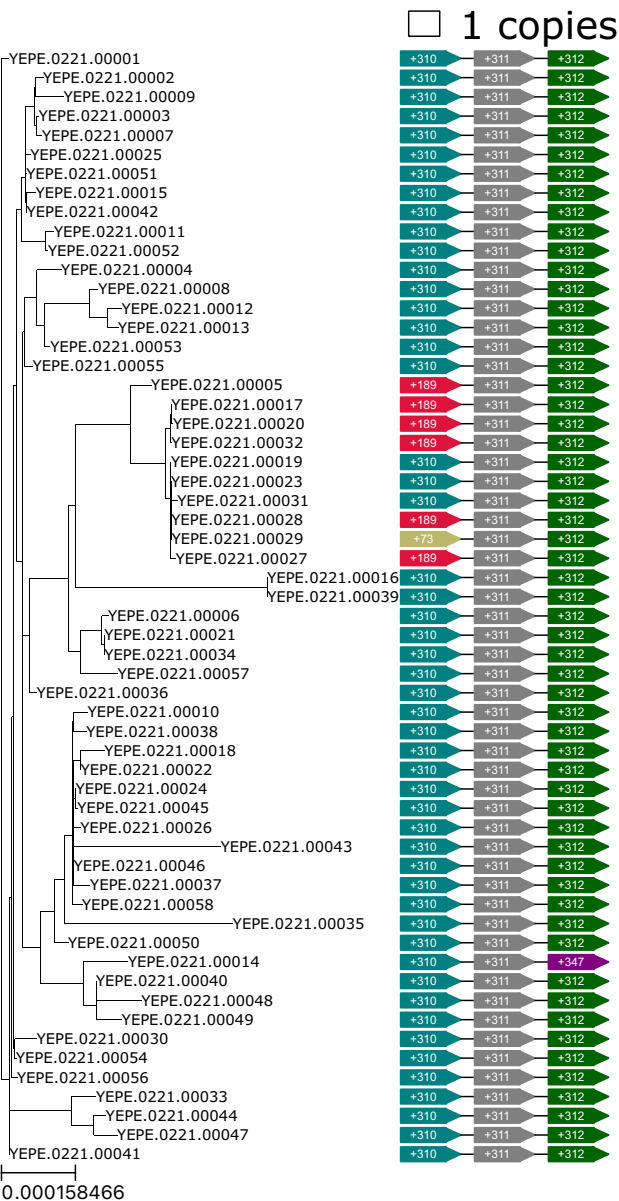 1 copies
YEPE.0221.00001 +310 +311 +312
YEPE.0221.00002 +310 +311 +312
YEPE.0221.00009 +310 +311 +312
YEPE.0221.00003 +310 +311 +312
YEPE.0221.00007 +310 +311 +312
YEPE.0221.00025 +310 +311 +312
YEPE.0221.00051 +310 +311 +312
YEPE.0221.00015 +310 +311 +312
YEPE.0221.00042 +310 +311 +312
YEPE.0221.00011 +310 +311 +312
YEPE.0221.00052 +310 +311 +312
YEPE.0221.00004 +310 +311 +312
YEPE.0221.00008 +310 +311 +312
YEPE.0221.00012 +310 +311 +312
YEPE.0221.00013 +310 +311 +312
YEPE.0221.00053 +310 +311 +312
YEPE.0221.00055 +310 +311 +312
YEPE.0221.00005 +189 +311 +312
YEPE.0221.00017 +189 +311 +312
YEPE.0221.00020 +189 +311 +312
YEPE.0221.00032 +189 +311 +312
YEPE.0221.00019 +310 +311 +312
YEPE.0221.00023 +310 +311 +312
YEPE.0221.00031 +310 +311 +312
YEPE.0221.00028 +189 +311 +312
YEPE.0221.00029 +73 +311 +312
YEPE.0221.00027 +189 +311 +312
YEPE.0221.00016 +310 +311 +312
YEPE.0221.00039 +310 +311 +312
YEPE.0221.00006 +310 +311 +312
YEPE.0221.00021 +310 +311 +312
YEPE.0221.00034 +310 +311 +312
YEPE.0221.00057 +310 +311 +312
YEPE.0221.00036 +310 +311 +312
YEPE.0221.00010 +310 +311 +312
YEPE.0221.00038 +310 +311 +312
YEPE.0221.00018 +310 +311 +312
YEPE.0221.00022 +310 +311 +312
YEPE.0221.00024 +310 +311 +312
YEPE.0221.00045 +310 +311 +312
YEPE.0221.00026 +310 +311 +312
YEPE.0221.00043 +310 +311 +312
YEPE.0221.00046 +310 +311 +312
YEPE.0221.00037 +310 +311 +312
YEPE.0221.00058 +310 +311 +312
YEPE.0221.00035 +310 +311 +312
YEPE.0221.00050 +310 +311 +312
YEPE.0221.00014 +310 +311 +347
YEPE.0221.00040 +310 +311 +312
YEPE.0221.00048 +310 +311 +312
YEPE.0221.00049 +310 +311 +312
YEPE.0221.00030 +310 +311 +312
YEPE.0221.00054 +310 +311 +312
YEPE.0221.00056 +310 +311 +312
YEPE.0221.00033 +310 +311 +312
YEPE.0221.00044 +310 +311 +312
YEPE.0221.00047 +310 +311 +312
YEPE.0221.00041 +310 +311 +312
0.000158466